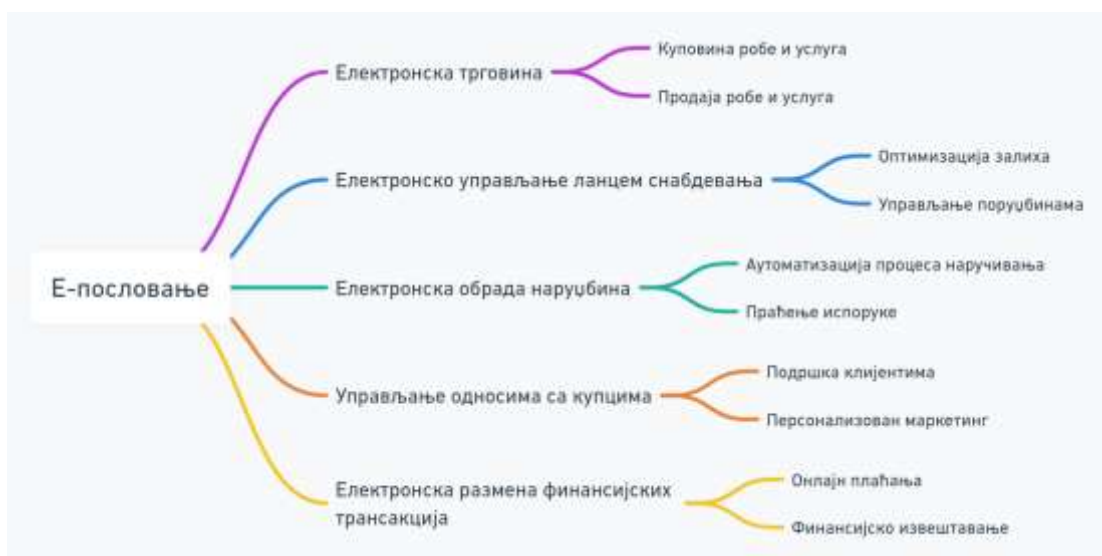 Е-пословање
Електронска трговина
Куповина робе и услуга
Продаја робе и услуга
Електронско управљање ланцем снабдевања
Оптимизација залиха
Управљање поруџбинама
Електронска обрада наруџбина
Аутоматизација процеса наручивања
Праћење испоруке
Управљање односима са купцима
Подршка клијентима
Персонализован маркетинг
Електронска размена финансијских
трансакција
Онлајн плаћања
Финансијско извештавање